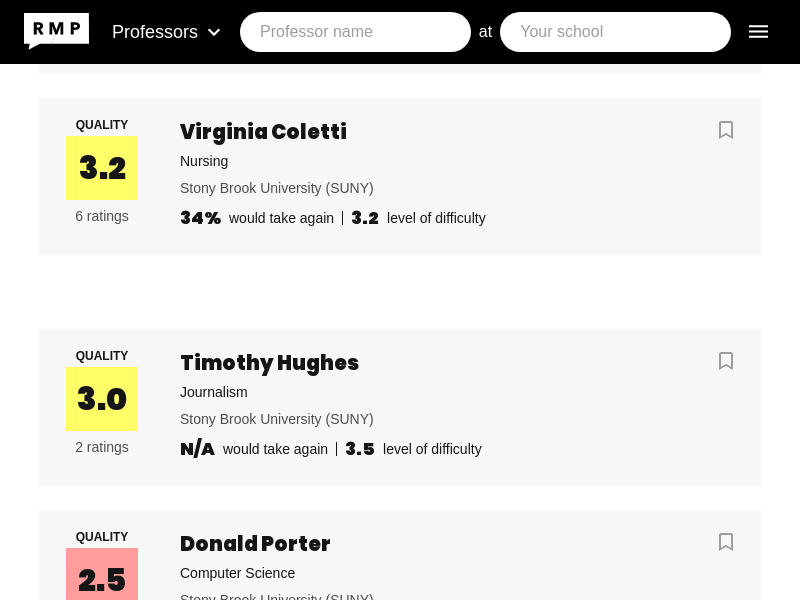 RMP
Professors
Professor name
at
Your school
QUALITY
3.2
6 ratings
Virginia Coletti
Nursing
Stony Brook University (SUNY)
34% would take again | 3.2 level of difficulty
QUALITY
3.0
2 ratings
Timothy Hughes
Journalism
Stony Brook University (SUNY)
N/A would take again | 3.5 level of difficulty
QUALITY
2.5
Donald Porter
Computer Science
Stony Brook University (SUNY)